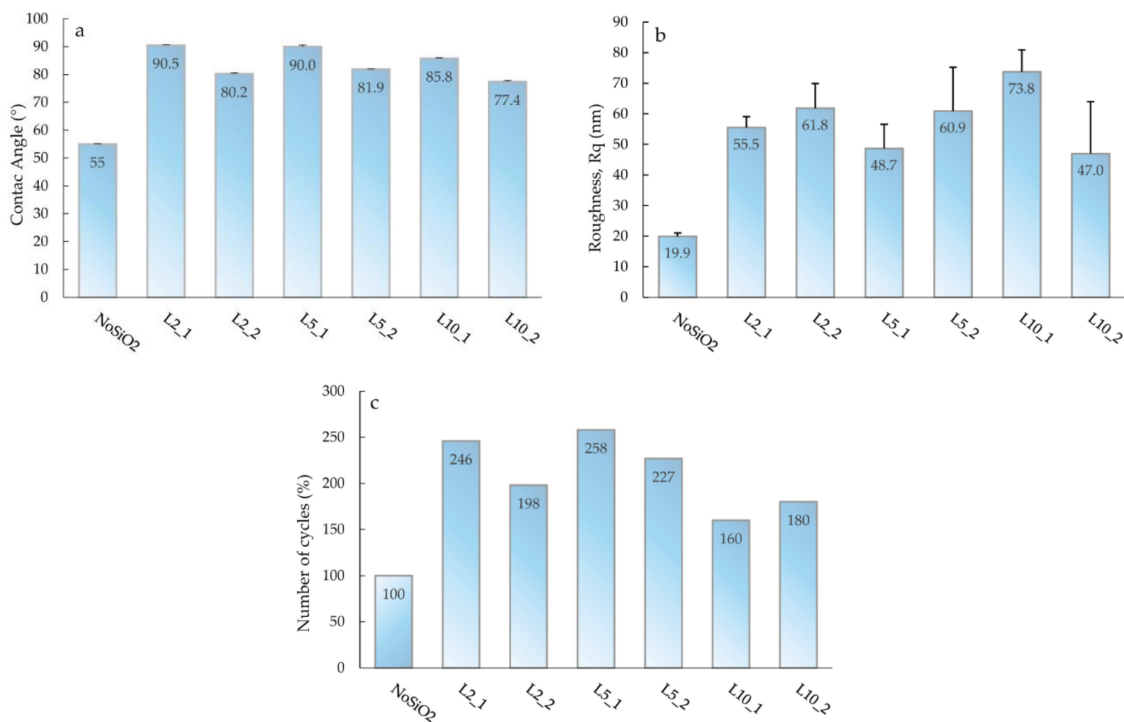 a
Contac Angle (°)
100
90
80
70
60
50
40
30
20
10
0
55
90.5
80.2
90.0
81.9
85.8
77.4
NoSiO2
L2_1
L2_2
L5_1
L5_2
L10_1
L10_2
b
Roughness, Rq (nm)
90
80
70
60
50
40
30
20
10
0
19.9
55.5
61.8
48.7
60.9
73.8
47.0
NoSiO2
L2_1
L2_2
L5_1
L5_2
L10_1
L10_2
c
Number of cycles (%)
300
250
200
150
100
50
0
100
246
198
258
227
160
180
NoSiO2
L2_1
L2_2
L5_1
L5_2
L10_1
L10_2